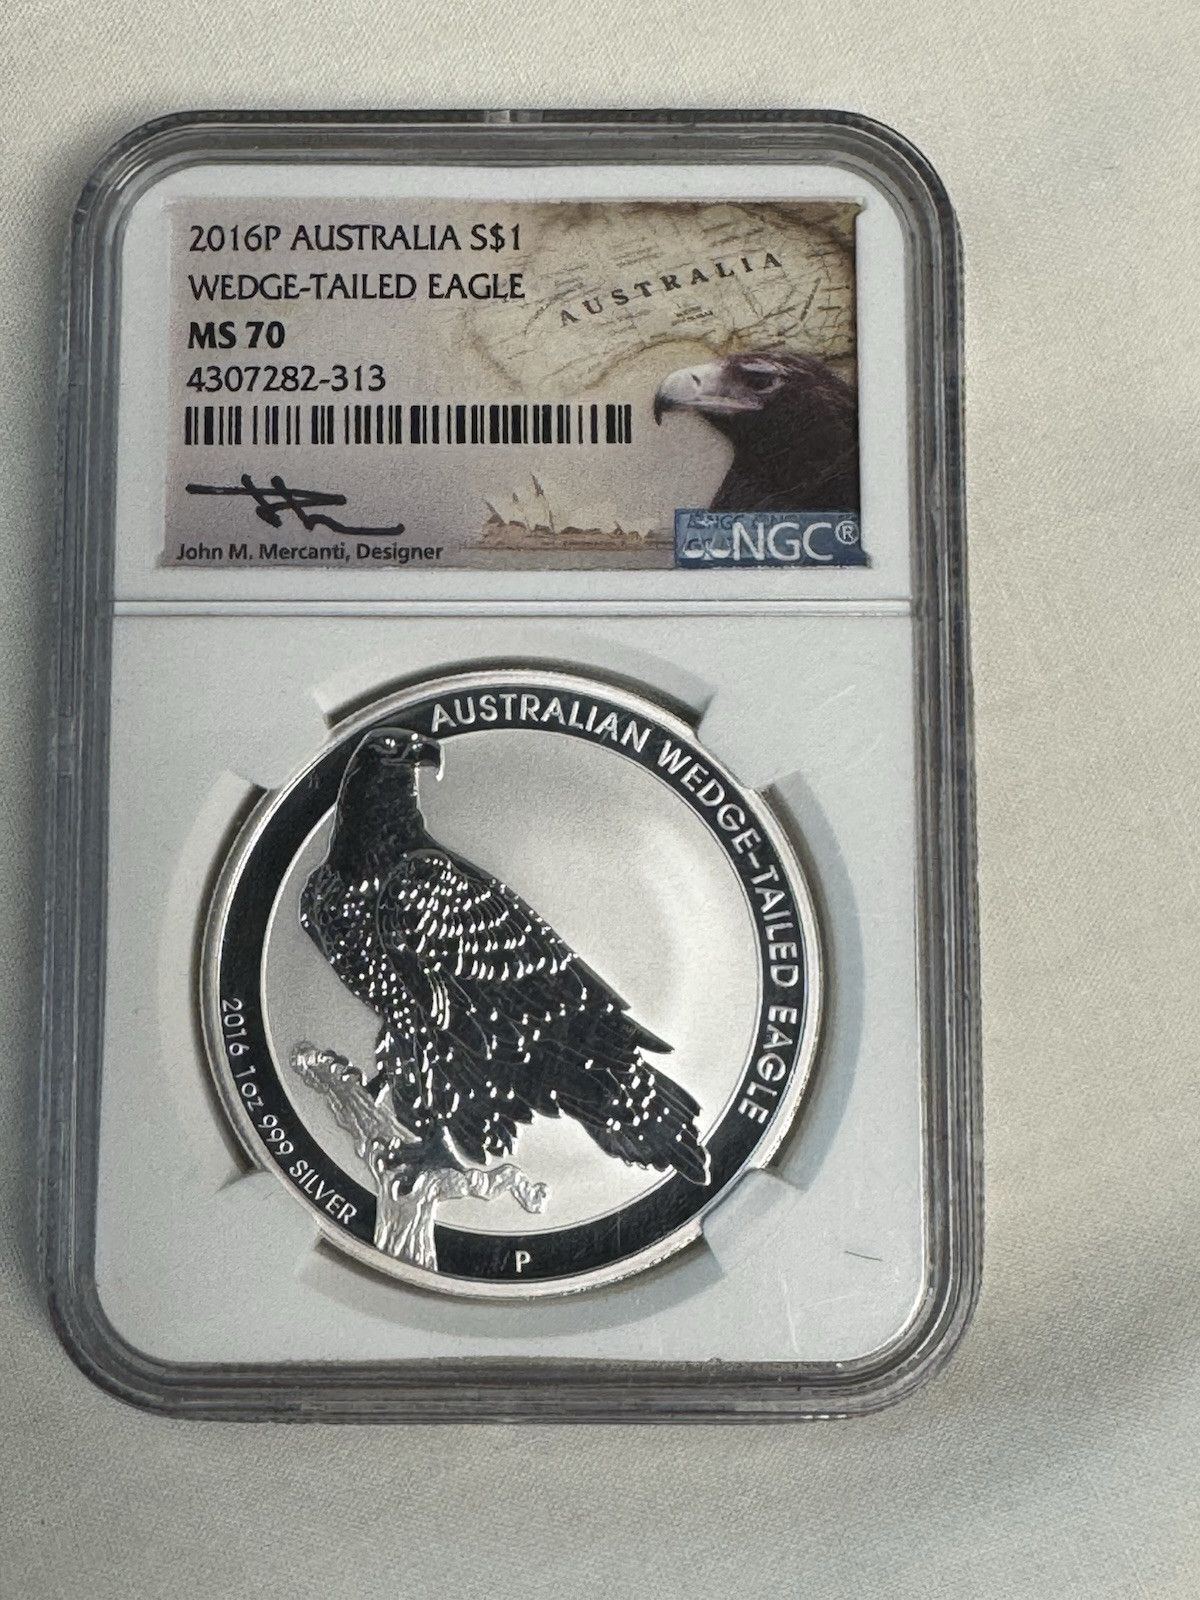 2016P AUSTRALIA S$1
WEDGE-TAILED EAGLE
MS 70
4307282-313
AUSTRALIA
John M. Mercanti, Designer
NGC®
AUSTRALIAN WEDGE-TAILED EAGLE
2016 1oz 999 SILVER
P